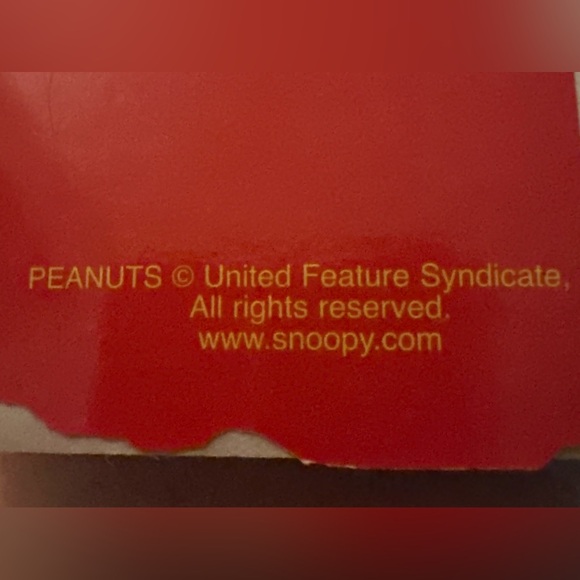 PEANUTS © United Feature Syndicate,
All rights reserved.
www.snoopy.com